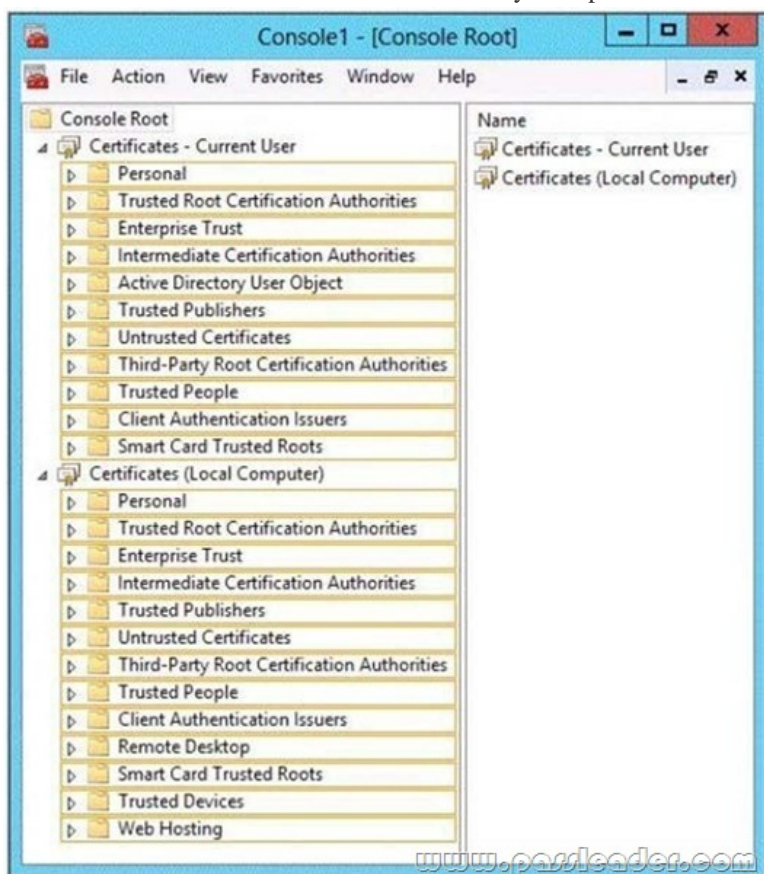 Console1 - [Console Root]
File Action View Favorites Window Help
Console Root
Certificates - Current User
Personal
Trusted Root Certification Authorities
Enterprise Trust
Intermediate Certification Authorities
Active Directory User Object
Trusted Publishers
Untrusted Certificates
Third-Party Root Certification Authorities
Trusted People
Client Authentication Issuers
Smart Card Trusted Roots
Certificates (Local Computer)
Personal
Trusted Root Certification Authorities
Enterprise Trust
Intermediate Certification Authorities
Trusted Publishers
Untrusted Certificates
Third-Party Root Certification Authorities
Trusted People
Client Authentication Issuers
Remote Desktop
Smart Card Trusted Roots
Trusted Devices
Web Hosting
Name
Certificates - Current User
Certificates (Local Computer)
www.passleader.com